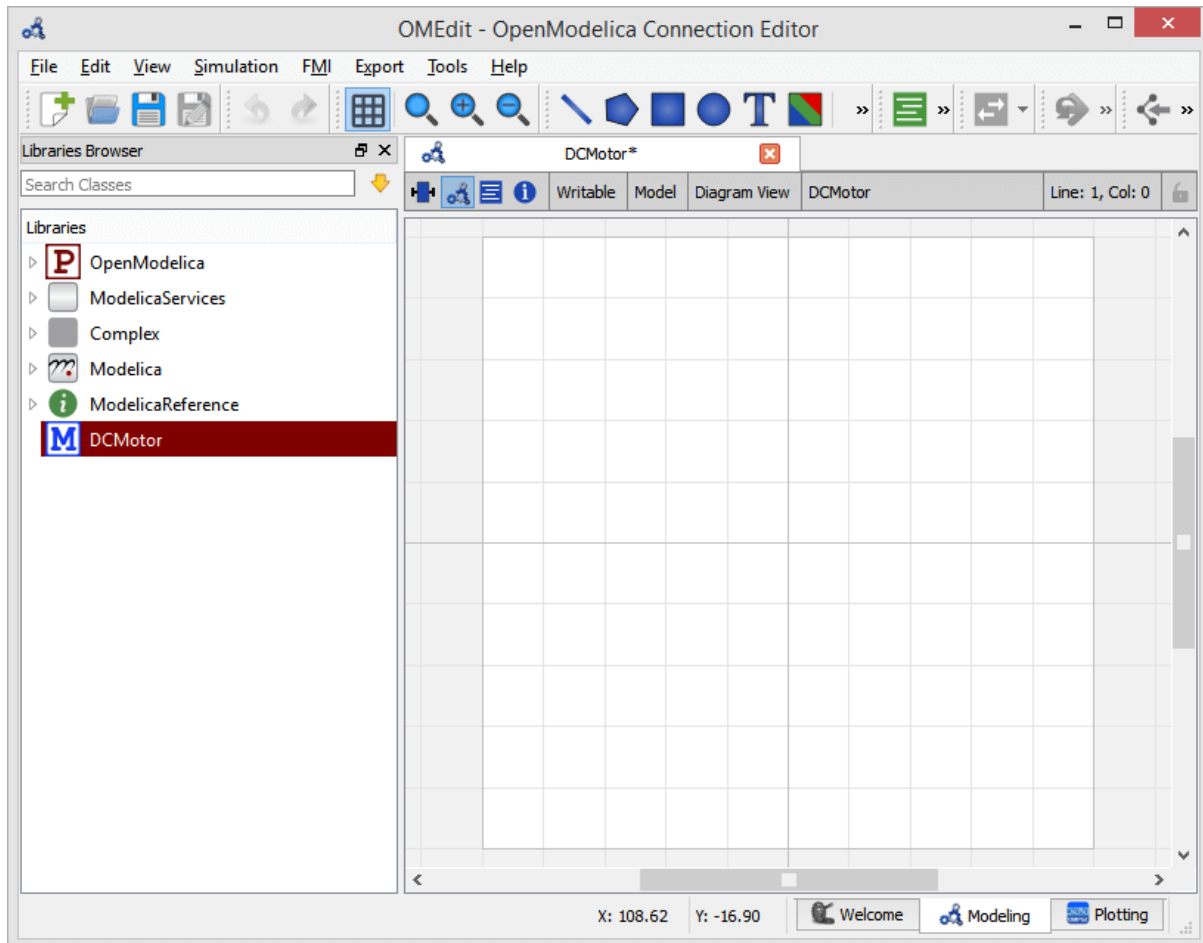 OMEdit - OpenModelica Connection Editor
File Edit View Simulation FMI Export Tools Help
T
Libraries Browser
DCMotor*
Search Classes
Writable Model Diagram View DCMotor Line: 1, Col: 0
Libraries
P OpenModelica
ModelicaServices
Complex
Modelica
i ModelicaReference
M DCMotor
X: 108.62 Y: -16.90 Welcome Modeling Plotting